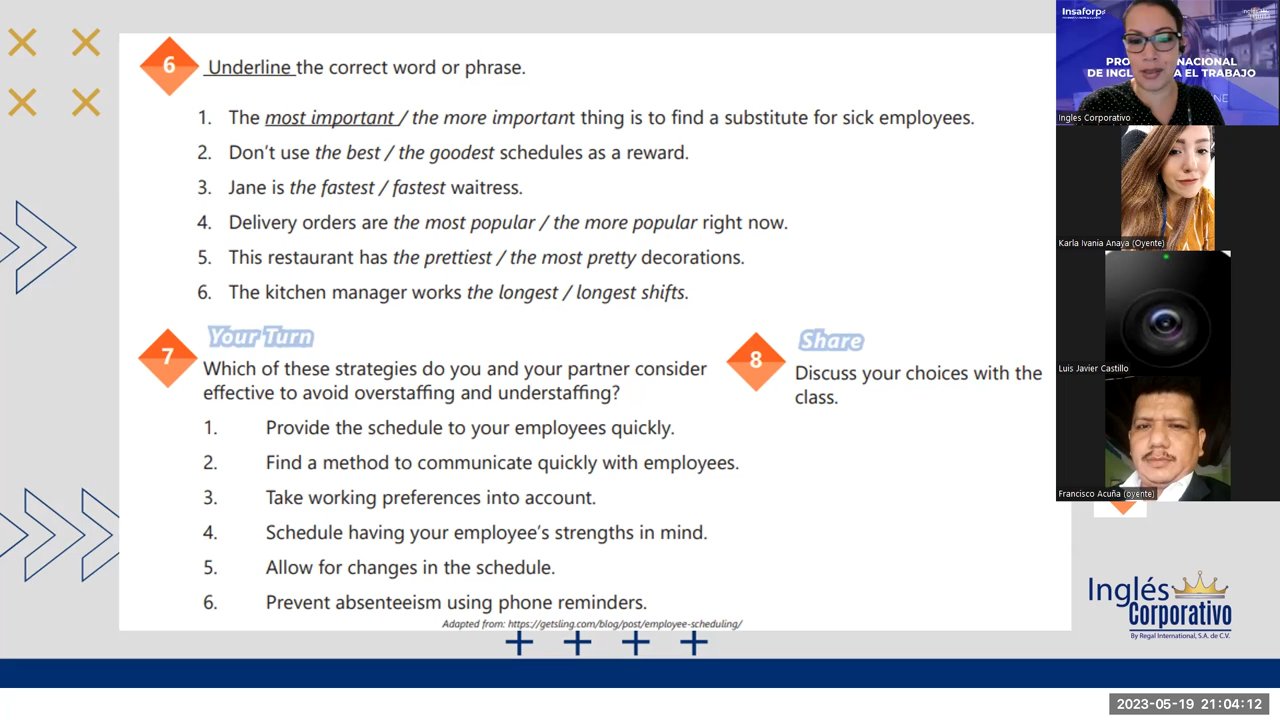 6 Underline the correct word or phrase.
1. The most important / the more important thing is to find a substitute for sick employees.
2. Don't use the best / the goodest schedules as a reward.
3. Jane is the fastest / fastest waitress.
4. Delivery orders are the most popular / the more popular right now.
5. This restaurant has the prettiest / the most pretty decorations.
6. The kitchen manager works the longest / longest shifts.
7 Your Turn
Which of these strategies do you and your partner consider
effective to avoid overstaffing and understaffing?
1. Provide the schedule to your employees quickly.
2. Find a method to communicate quickly with employees.
3. Take working preferences into account.
4. Schedule having your employee's strengths in mind.
5. Allow for changes in the schedule.
6. Prevent absenteeism using phone reminders.
Adapted from: https://getsling.com/blog/post/employee-scheduling/
8 Share
Discuss your choices with the
class.
Insaforp
Ingles Corporativo
Karla Ivania Anaya (Oyente)
Luis Javier Castillo
Francisco Acuña (oyente)
Inglés
Corporativo
By Regal International, S.A. de C.V.
2023-05-19 21:04:12